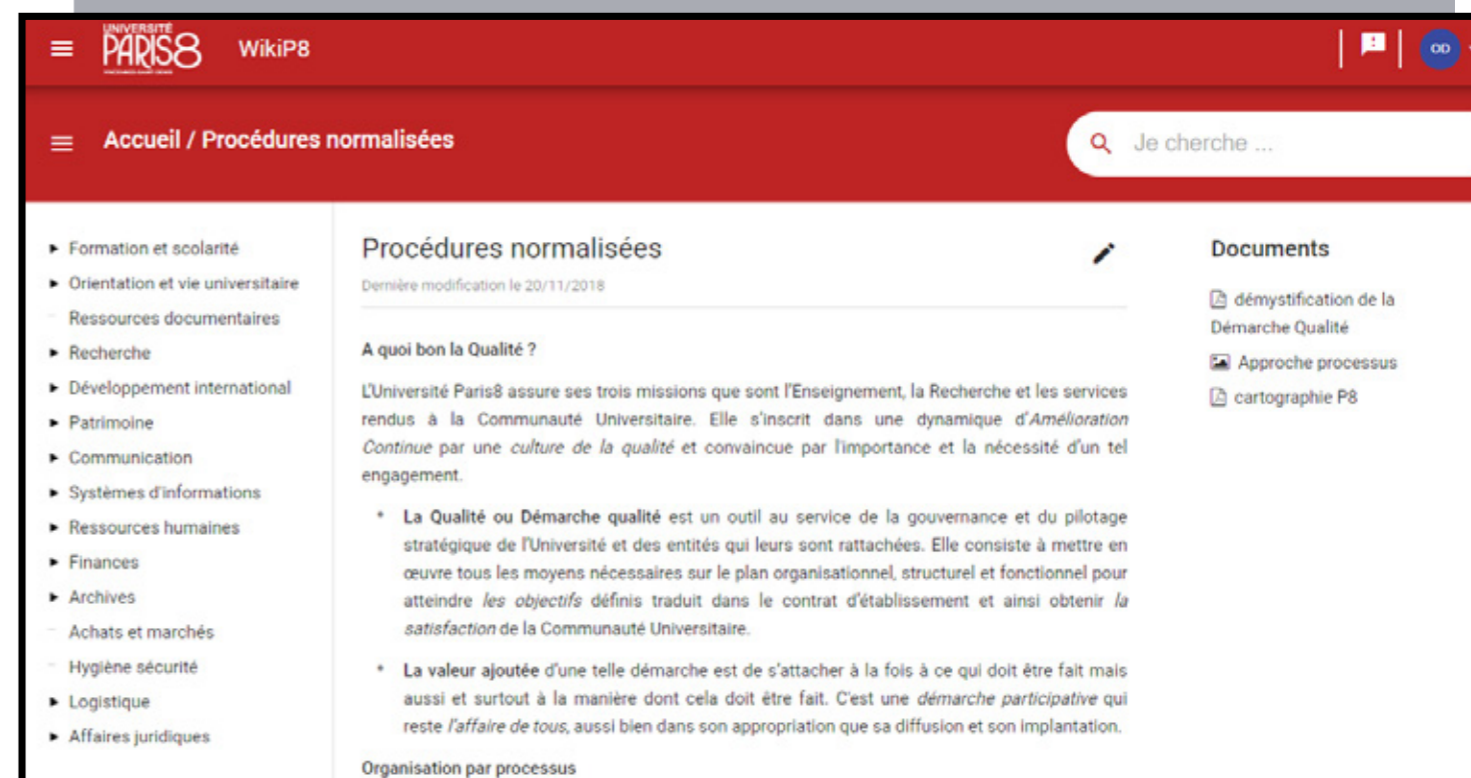 UNIVERSITÉ
PARIS8
WikiP8
OD
Accueil / Procédures normalisées
Je cherche ...
Formation et scolarité
Orientation et vie universitaire
Ressources documentaires
Recherche
Développement international
Patrimoine
Communication
Systèmes d'informations
Ressources humaines
Finances
Archives
Achats et marchés
Hygiène sécurité
Logistique
Affaires juridiques
Procédures normalisées
Dernière modification le 20/11/2018
A quoi bon la Qualité ?
L'Université Paris8 assure ses trois missions que sont l'Enseignement, la Recherche et les services
rendus à la Communauté Universitaire. Elle s'inscrit dans une dynamique d'Amélioration
Continue par une culture de la qualité et convaincue par l'importance et la nécessité d'un tel
engagement.
* La Qualité ou Démarche qualité est un outil au service de la gouvernance et du pilotage
stratégique de l'Université et des entités qui leurs sont rattachées. Elle consiste à mettre en
œuvre tous les moyens nécessaires sur le plan organisationnel, structurel et fonctionnel pour
atteindre les objectifs définis traduit dans le contrat d'établissement et ainsi obtenir la
satisfaction de la Communauté Universitaire.
* La valeur ajoutée d'une telle démarche est de s'attacher à la fois à ce qui doit être fait mais
aussi et surtout à la manière dont cela doit être fait. C'est une démarche participative qui
reste l'affaire de tous, aussi bien dans son appropriation que sa diffusion et son implantation.
Organisation par processus
Documents
démystification de la
Démarche Qualité
Approche processus
cartographie P8